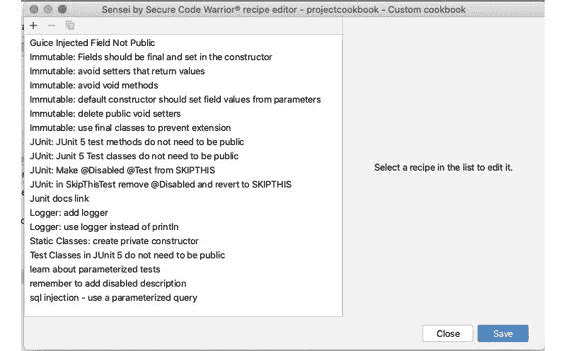 Sensei by Secure Code Warrior® recipe editor - projectcookbook - Custom cookbook
Guice Injected Field Not Public
Immutable: Fields should be final and set in the constructor
Immutable: avoid setters that return values
Immutable: avoid void methods
Immutable: default constructor should set field values from parameters
Immutable: delete public void setters
Immutable: use final classes to prevent extension
JUnit: JUnit 5 test methods do not need to be public
JUnit: Junit 5 Test classes do not need to be public
JUnit: Make @Disabled @Test from SKIPTHIS
JUnit: in SkipThisTest remove @Disabled and revert to SKIPTHIS
Junit docs link
Logger: add logger
Logger: use logger instead of println
Static Classes: create private constructor
Test Classes in JUnit 5 do not need to be public
learn about parameterized tests
remember to add disabled description
sql injection - use a parameterized query
Select a recipe in the list to edit it.
Close
Save